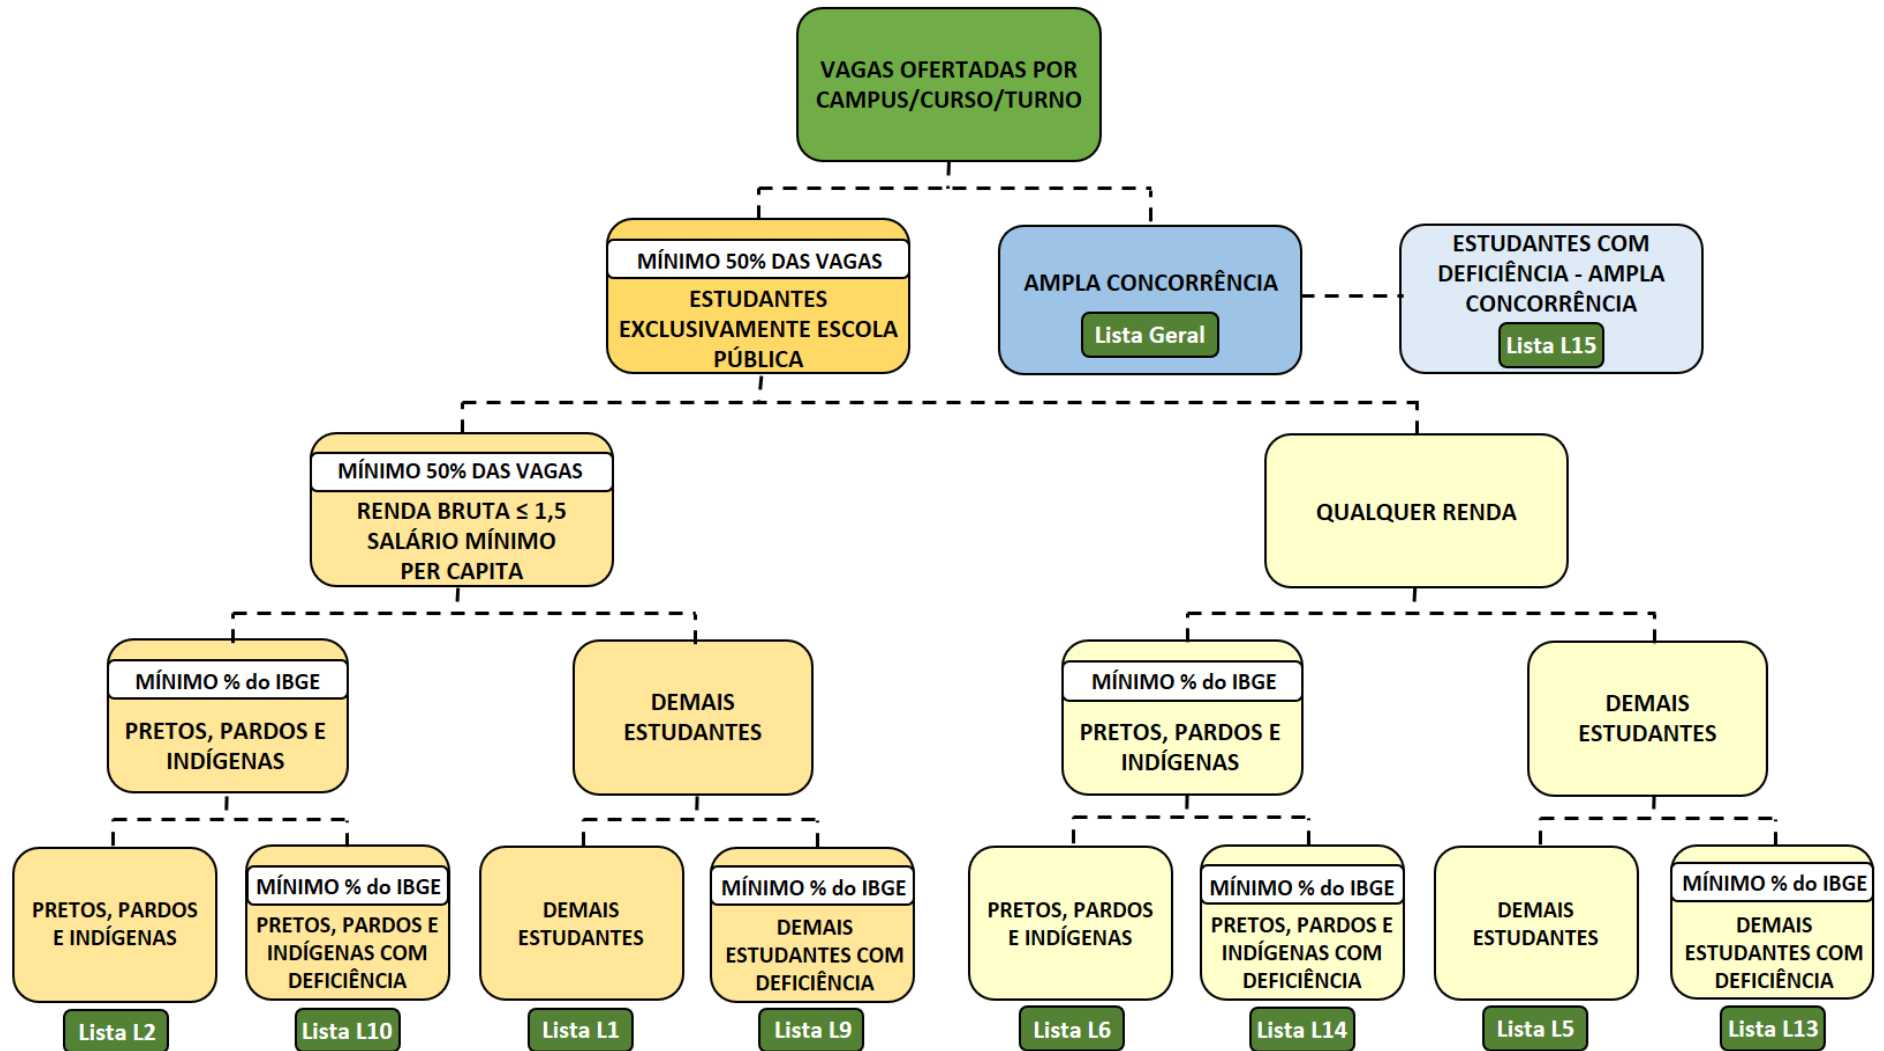 VAGAS OFERTADAS POR
CAMPUS/CURSO/TURNO
MÍNIMO 50% DAS VAGAS
ESTUDANTES
EXCLUSIVAMENTE ESCOLA
PÚBLICA
AMPLA CONCORRÊNCIA
Lista Geral
ESTUDANTES COM
DEFICIÊNCIA - AMPLA
CONCORRÊNCIA
Lista L15
MÍNIMO 50% DAS VAGAS
RENDA BRUTA ≤ 1,5
SALÁRIO MÍNIMO
PER CAPITA
QUALQUER RENDA
MÍNIMO % do IBGE
PRETOS, PARDOS E
INDÍGENAS
DEMAIS
ESTUDANTES
MÍNIMO % do IBGE
PRETOS, PARDOS E
INDÍGENAS
DEMAIS
ESTUDANTES
PRETOS, PARDOS
E INDÍGENAS
Lista L2
MÍNIMO % do IBGE
PRETOS, PARDOS E
INDÍGENAS COM
DEFICIÊNCIA
Lista L10
DEMAIS
ESTUDANTES
Lista L1
MÍNIMO % do IBGE
DEMAIS
ESTUDANTES COM
DEFICIÊNCIA
Lista L9
PRETOS, PARDOS
E INDÍGENAS
Lista L6
MÍNIMO % do IBGE
PRETOS, PARDOS E
INDÍGENAS COM
DEFICIÊNCIA
Lista L14
DEMAIS
ESTUDANTES
Lista L5
MÍNIMO % do IBGE
DEMAIS
ESTUDANTES COM
DEFICIÊNCIA
Lista L13